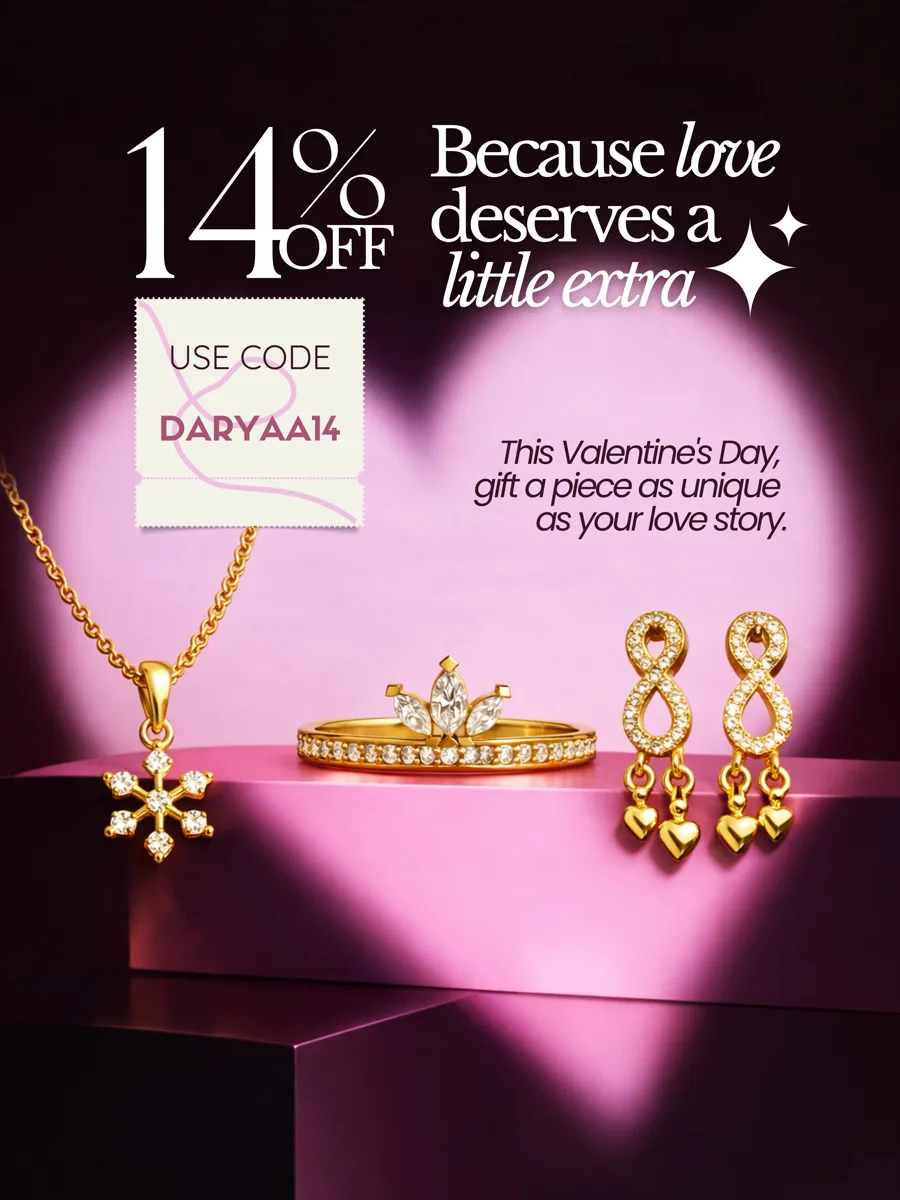 14%
OFF
Because love
deserves a
little extra
USE CODE
DARYAA14
This Valentine's Day,
gift a piece as unique
as your love story.